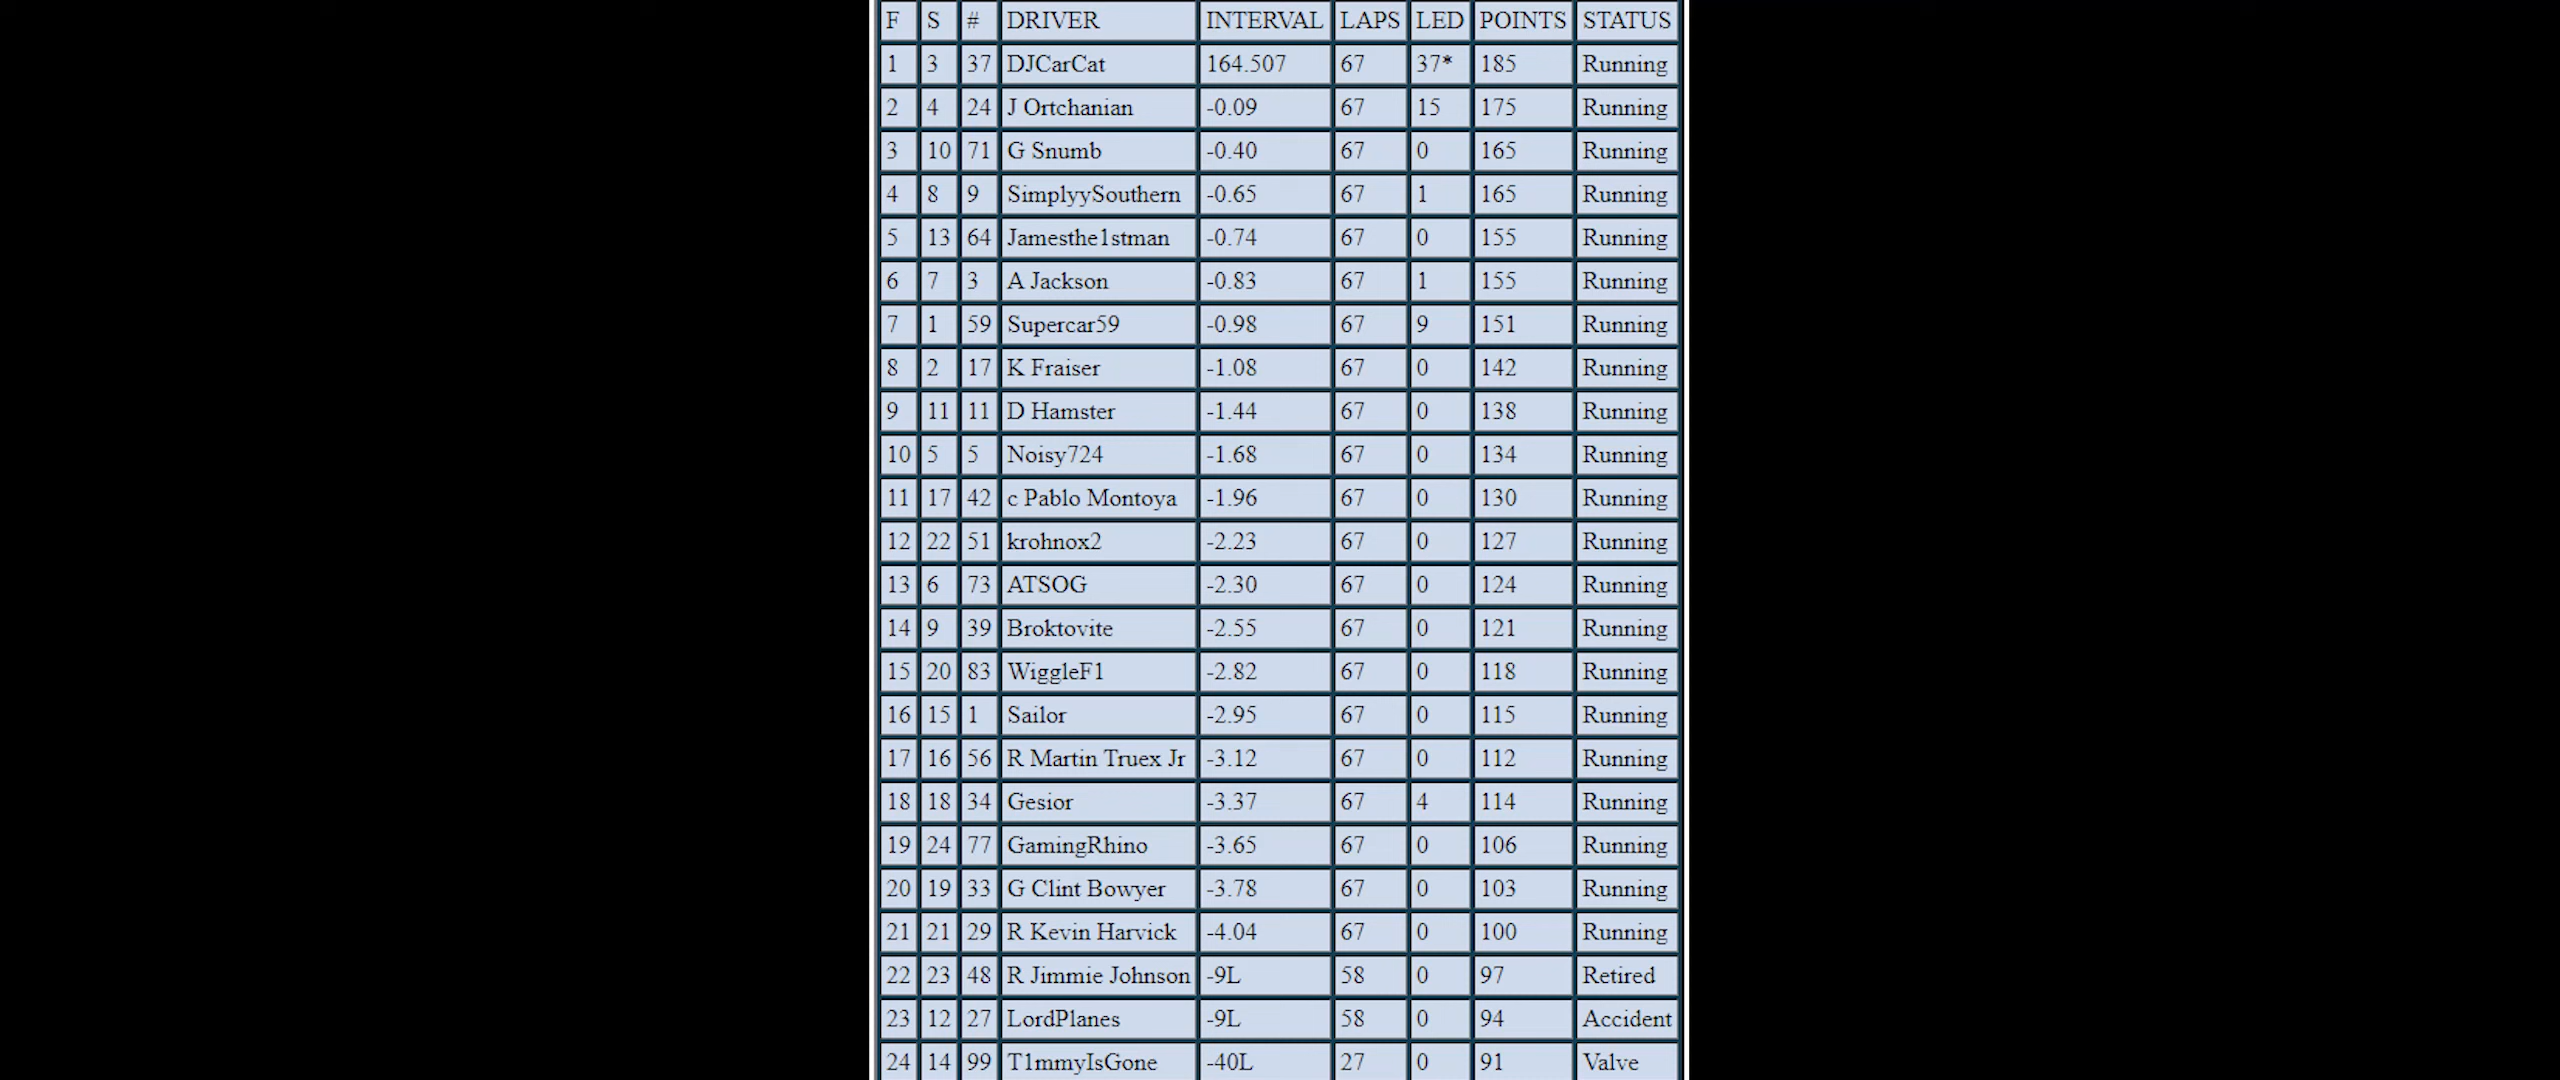 F S # DRIVER INTERVAL LAPS LED POINTS STATUS
1 3 37 DJCarCat 164.507 67 37* 185 Running
2 4 24 J Ortchanian -0.09 67 15 175 Running
3 10 71 G Snumb -0.40 67 0 165 Running
4 8 9 SimplyySouthern -0.65 67 1 165 Running
5 13 64 Jamesthe1stman -0.74 67 0 155 Running
6 7 3 A Jackson -0.83 67 1 155 Running
7 1 59 Supercar59 -0.98 67 9 151 Running
8 2 17 K Fraiser -1.08 67 0 142 Running
9 11 11 D Hamster -1.44 67 0 138 Running
10 5 5 Noisy724 -1.68 67 0 134 Running
11 17 42 c Pablo Montoya -1.96 67 0 130 Running
12 22 51 krohnox2 -2.23 67 0 127 Running
13 6 73 ATSOG -2.30 67 0 124 Running
14 9 39 Broktovite -2.55 67 0 121 Running
15 20 83 WiggleF1 -2.82 67 0 118 Running
16 15 1 Sailor -2.95 67 0 115 Running
17 16 56 R Martin Truex Jr -3.12 67 0 112 Running
18 18 34 Gesior -3.37 67 4 114 Running
19 24 77 GamingRhino -3.65 67 0 106 Running
20 19 33 G Clint Bowyer -3.78 67 0 103 Running
21 21 29 R Kevin Harvick -4.04 67 0 100 Running
22 23 48 R Jimmie Johnson -9L 58 0 97 Retired
23 12 27 LordPlanes -9L 58 0 94 Accident
24 14 99 T1mmyIsGone -40L 27 0 91 Valve